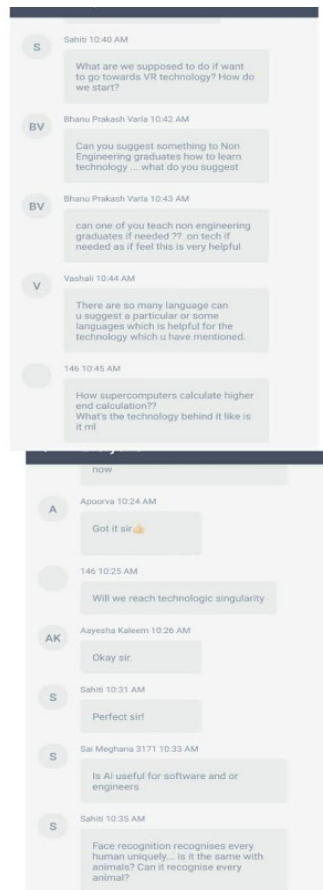 S
Sahiti 10:40 AM
What are we supposed to do if want
to go towards VR technology? How do
we start?
BV
Bhanu Prakash Varla 10:42 AM
Can you suggest something to Non
Engineering graduates how to learn
technology ... what do you suggest
BV
Bhanu Prakash Varla 10:43 AM
can one of you teach non engineering
graduates if needed ?? on tech if
needed as if feel this is very helpful
V
Vashali 10:44 AM
There are so many language can
u suggest a particular or some
languages which is helpful for the
technology which u have mentioned.
146 10:45 AM
How supercomputers calculate higher
end calculation??
What's the technology behind it like is
it ml
now
A
Apoorva 10:24 AM
Got it sir👍
146 10:25 AM
Will we reach technologic singularity
AK
Aayesha Kaleem 10:26 AM
Okay sir.
S
Sahiti 10:31 AM
Perfect sir!
S
Sai Meghana 3171 10:33 AM
Is AI useful for software and or
engineers
S
Sahiti 10:35 AM
Face recognition recognises every
human uniquely... is it the same with
animals? Can it recognise every
animal?